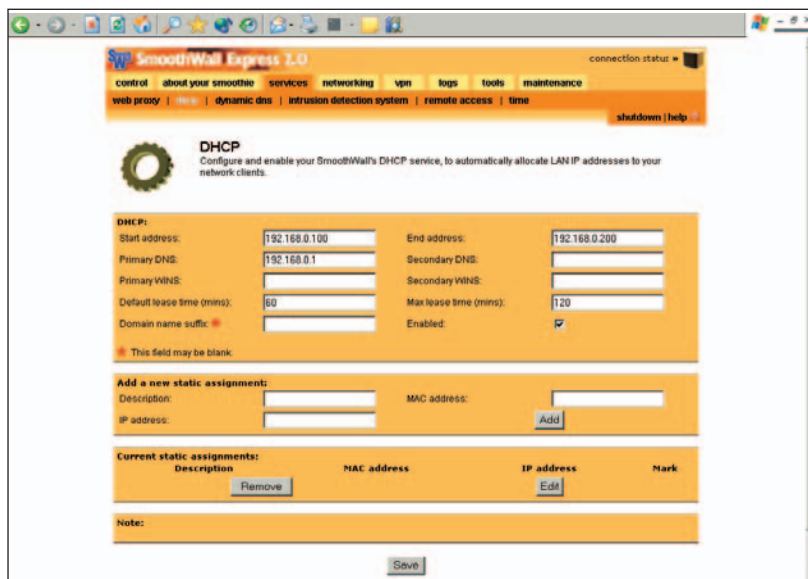 SmoothWall Express 2.0
connection status »
control about your smoothie services networking vpn logs tools maintenance
web proxy | dhcp | dynamic dns | intrusion detection system | remote access | time
shutdown | help
DHCP
Configure and enable your SmoothWall's DHCP service, to automatically allocate LAN IP addresses to your
network clients.
DHCP:
Start address: 192.168.0.100 End address: 192.168.0.200
Primary DNS: 192.168.0.1 Secondary DNS:
Primary WINS: Secondary WINS:
Default lease time (mins): 60 Max lease time (mins): 120
Domain name suffix: Enabled:
This field may be blank.
Add a new static assignment:
Description: MAC address:
IP address: Add
Current static assignments:
Description MAC address IP address Mark
Remove Edit
Note:
Save